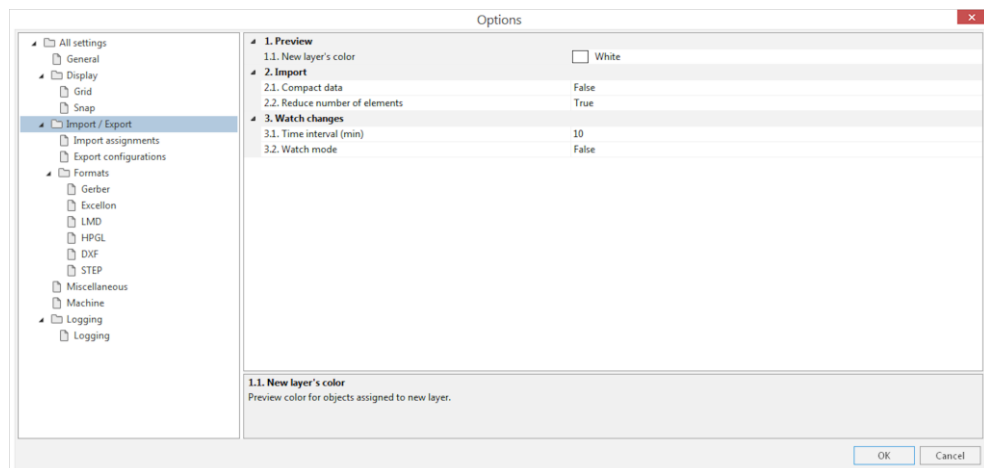 Options
All settings
General
Display
Grid
Snap
Import / Export
Import assignments
Export configurations
Formats
Gerber
Excellon
LMD
HPGL
DXF
STEP
Miscellaneous
Machine
Logging
Logging
1. Preview
1.1. New layer's color White
2. Import
2.1. Compact data False
2.2. Reduce number of elements True
3. Watch changes
3.1. Time interval (min) 10
3.2. Watch mode False
1.1. New layer's color
Preview color for objects assigned to new layer.
OK Cancel